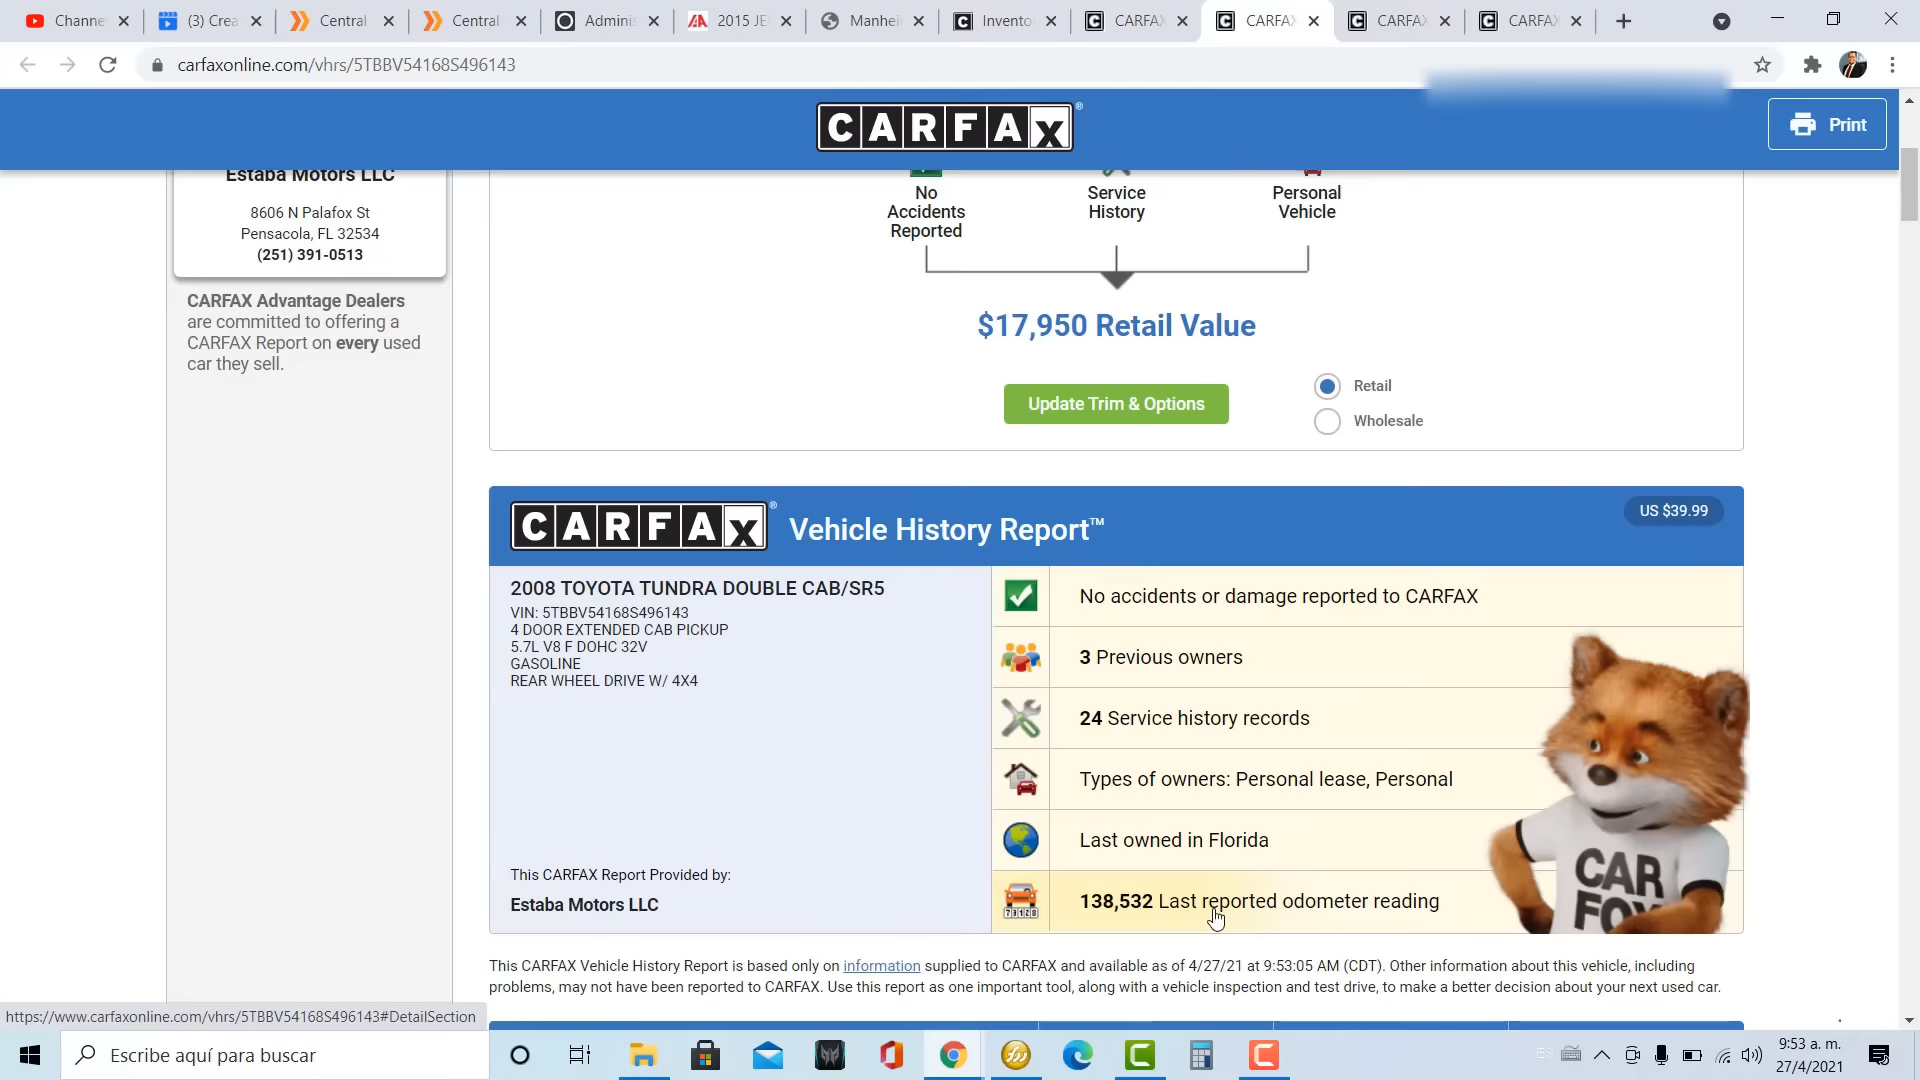 Channe
(3) Crea
Central
Central
Adminis
2015 JE
Manhei
Invento
CARFAX
CARFAX
CARFAX
CARFAX
carfaxonline.com/vhrs/5TBBV54168S496143
CARFAX®
Print
Estaba Motors LLC
8606 N Palafox St
Pensacola, FL 32534
(251) 391-0513
CARFAX Advantage Dealers
are committed to offering a
CARFAX Report on every used
car they sell.
No
Accidents
Reported
Service
History
Personal
Vehicle
$17,950 Retail Value
Update Trim & Options
Retail
Wholesale
CARFAX® Vehicle History Report™
US $39.99
2008 TOYOTA TUNDRA DOUBLE CAB/SR5
VIN: 5TBBV54168S496143
4 DOOR EXTENDED CAB PICKUP
5.7L V8 F DOHC 32V
GASOLINE
REAR WHEEL DRIVE W/ 4X4
This CARFAX Report Provided by:
Estaba Motors LLC
No accidents or damage reported to CARFAX
3 Previous owners
24 Service history records
Types of owners: Personal lease, Personal
Last owned in Florida
138,532 Last reported odometer reading
CAR
FOX
This CARFAX Vehicle History Report is based only on information supplied to CARFAX and available as of 4/27/21 at 9:53:05 AM (CDT). Other information about this vehicle, including
problems, may not have been reported to CARFAX. Use this report as one important tool, along with a vehicle inspection and test drive, to make a better decision about your next used car.
https://www.carfaxonline.com/vhrs/5TBBV54168S496143#DetailSection
Escribe aquí para buscar
9:53 a. m.
27/4/2021